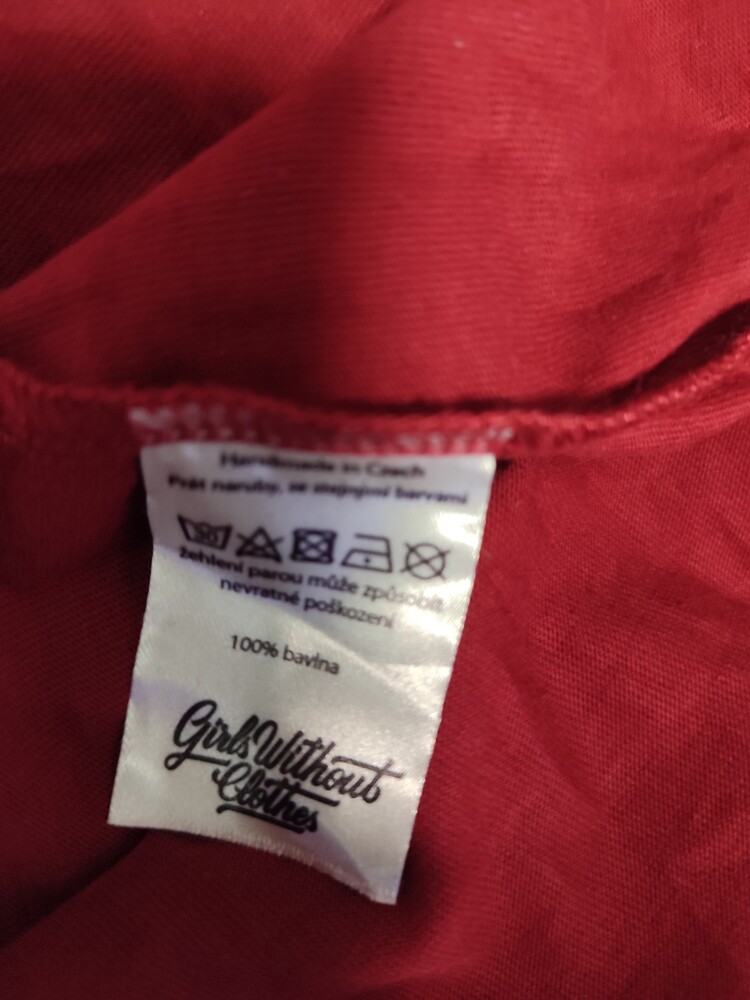 Handmade in Czech
Prát naruby, se stejnými barvami
30
žehlení parou může způsobit
nevratné poškození
100% bavlna
Girls Without
Clothes